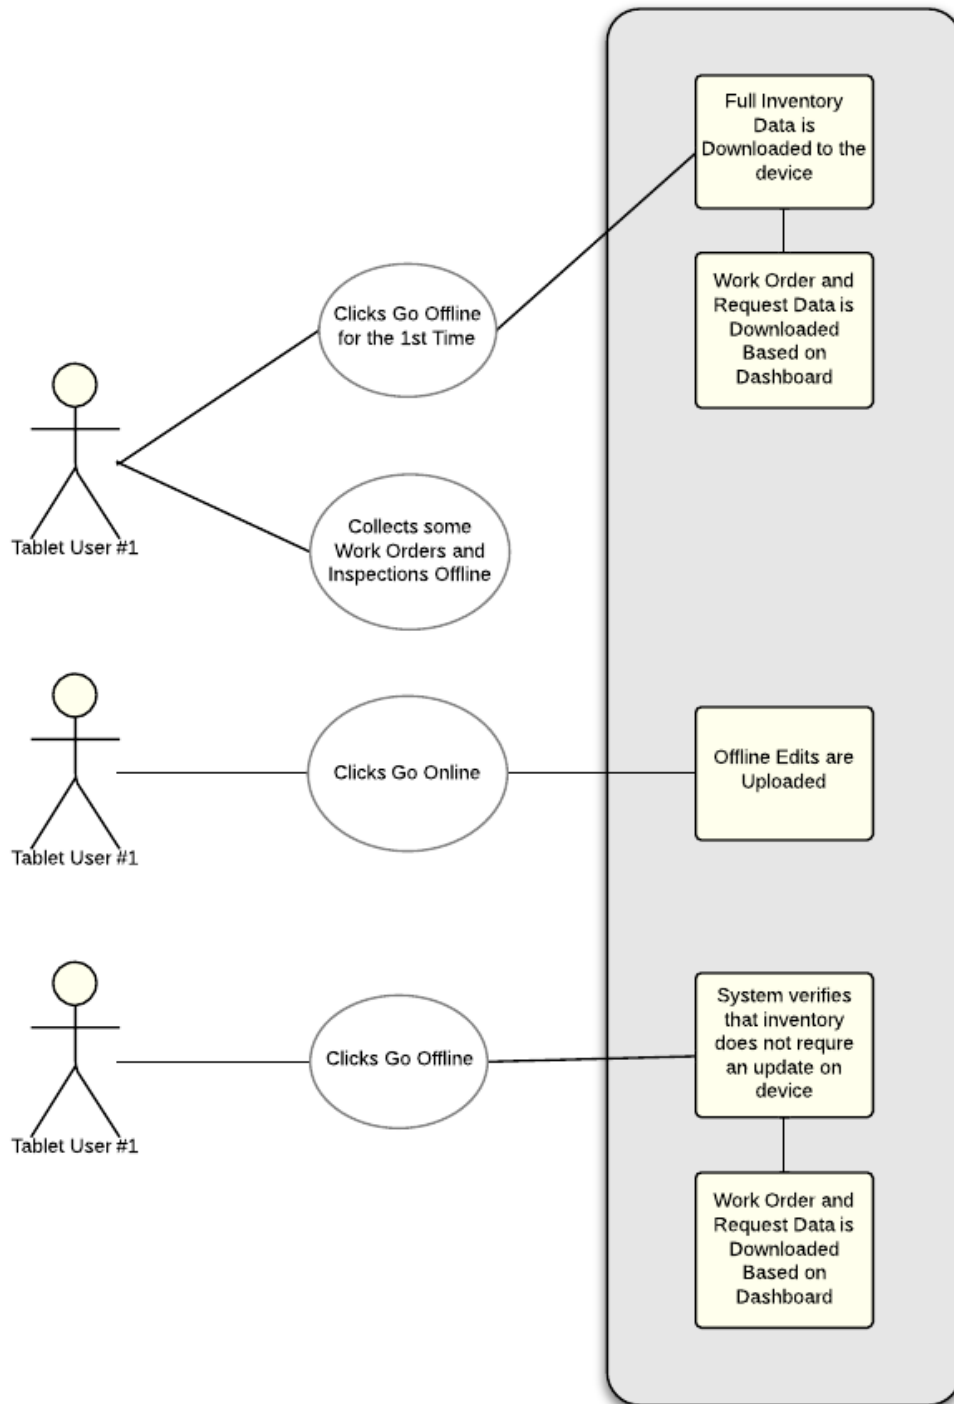 Full Inventory
Data is
Downloaded to the
device
Work Order and
Request Data is
Downloaded
Based on
Dashboard
Clicks Go Offline
for the 1st Time
Tablet User #1
Collects some
Work Orders and
Inspections Offline
Tablet User #1
Clicks Go Online
Offline Edits are
Uploaded
Tablet User #1
Clicks Go Offline
System verifies
that inventory
does not requre
an update on
device
Work Order and
Request Data is
Downloaded
Based on
Dashboard